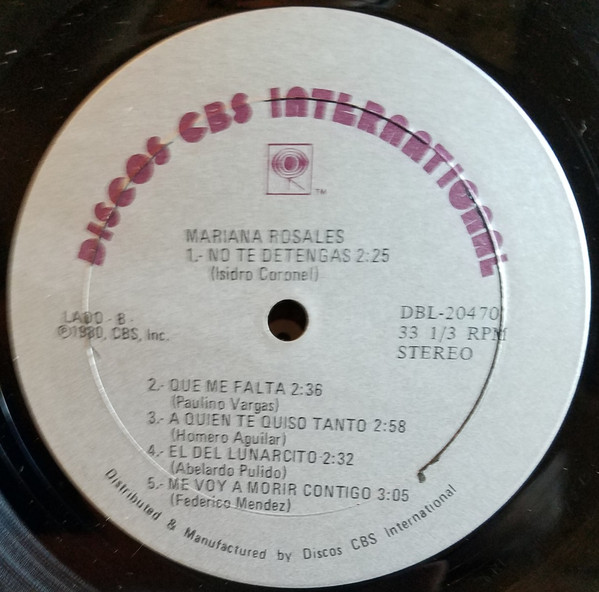 DISCOS CBS INTERNATIONAL
TM
MARIANA ROSALES
1.- NO TE DETENGAS 2:25
(Isidro Coronel)
LADO - B -
℗1980, CBS, Inc.
DBL-20470
33 1/3 RPM
STEREO
2.- QUE ME FALTA 2:36
(Paulino Vargas)
3.- A QUIEN TE QUISO TANTO 2:58
(Homero Aguilar)
4.- EL DEL LUNARCITO 2:32
(Abelardo Pulido)
5.- ME VOY A MORIR CONTIGO 3:05
(Federico Mendez)
Distributed & Manufactured by Discos CBS International